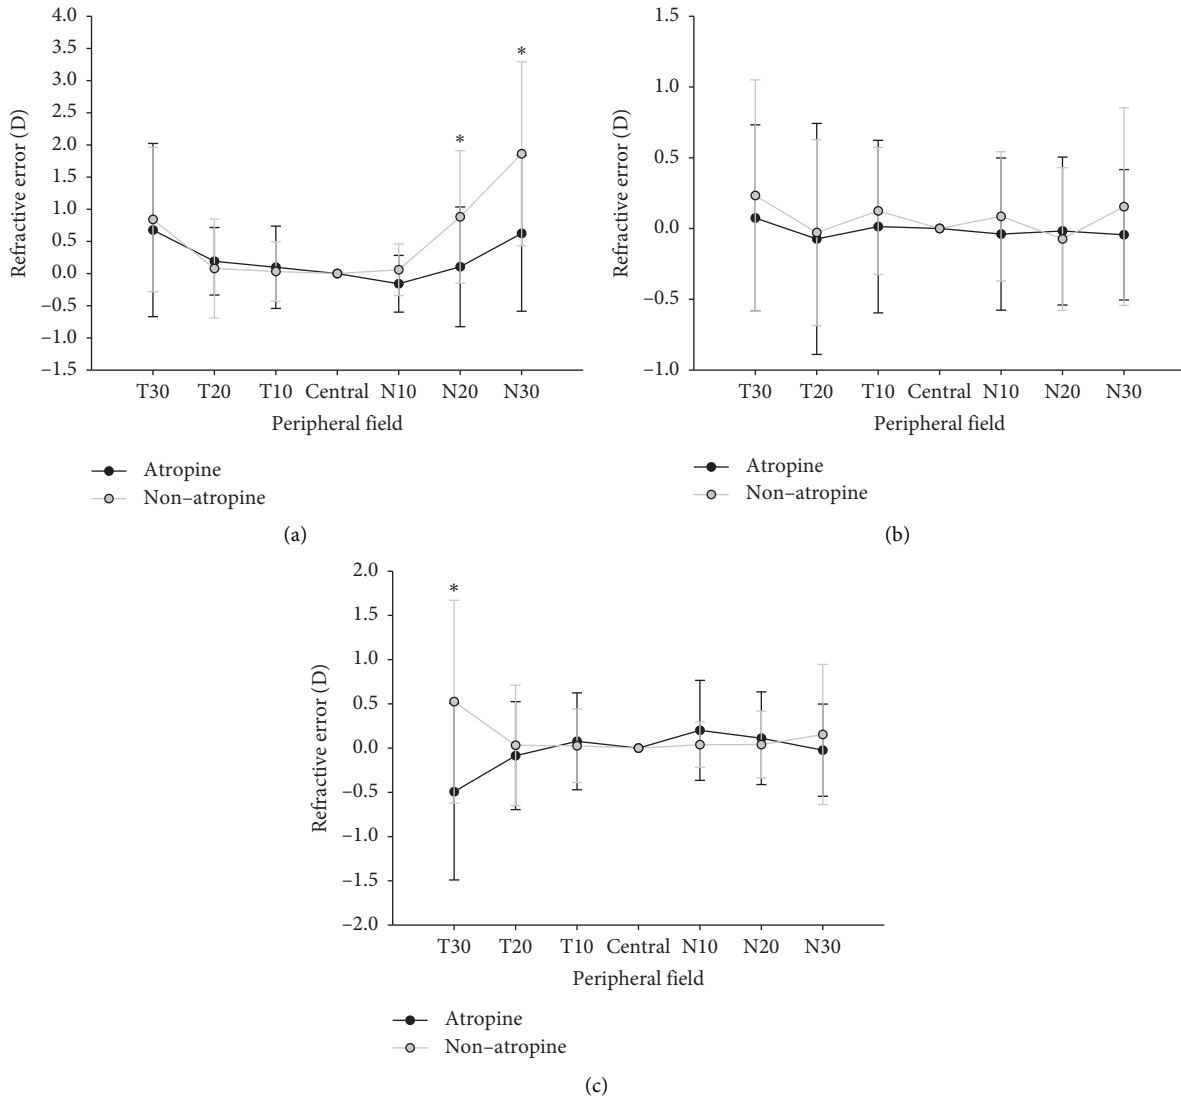 4.0
3.5
3.0
2.5
2.0
1.5
1.0
0.5
0.0
–0.5
–1.0
–1.5
Refractive error (D)
* *
T30 T20 T10 Central N10 N20 N30
Peripheral field
Atropine
Non–atropine
(a)
1.5
1.0
0.5
0.0
–0.5
–1.0
Refractive error (D)
T30 T20 T10 Central N10 N20 N30
Peripheral field
Atropine
Non–atropine
(b)
2.0
1.5
1.0
0.5
0.0
–0.5
–1.0
–1.5
–2.0
Refractive error (D)
*
T30 T20 T10 Central N10 N20 N30
Peripheral field
Atropine
Non–atropine
(c)